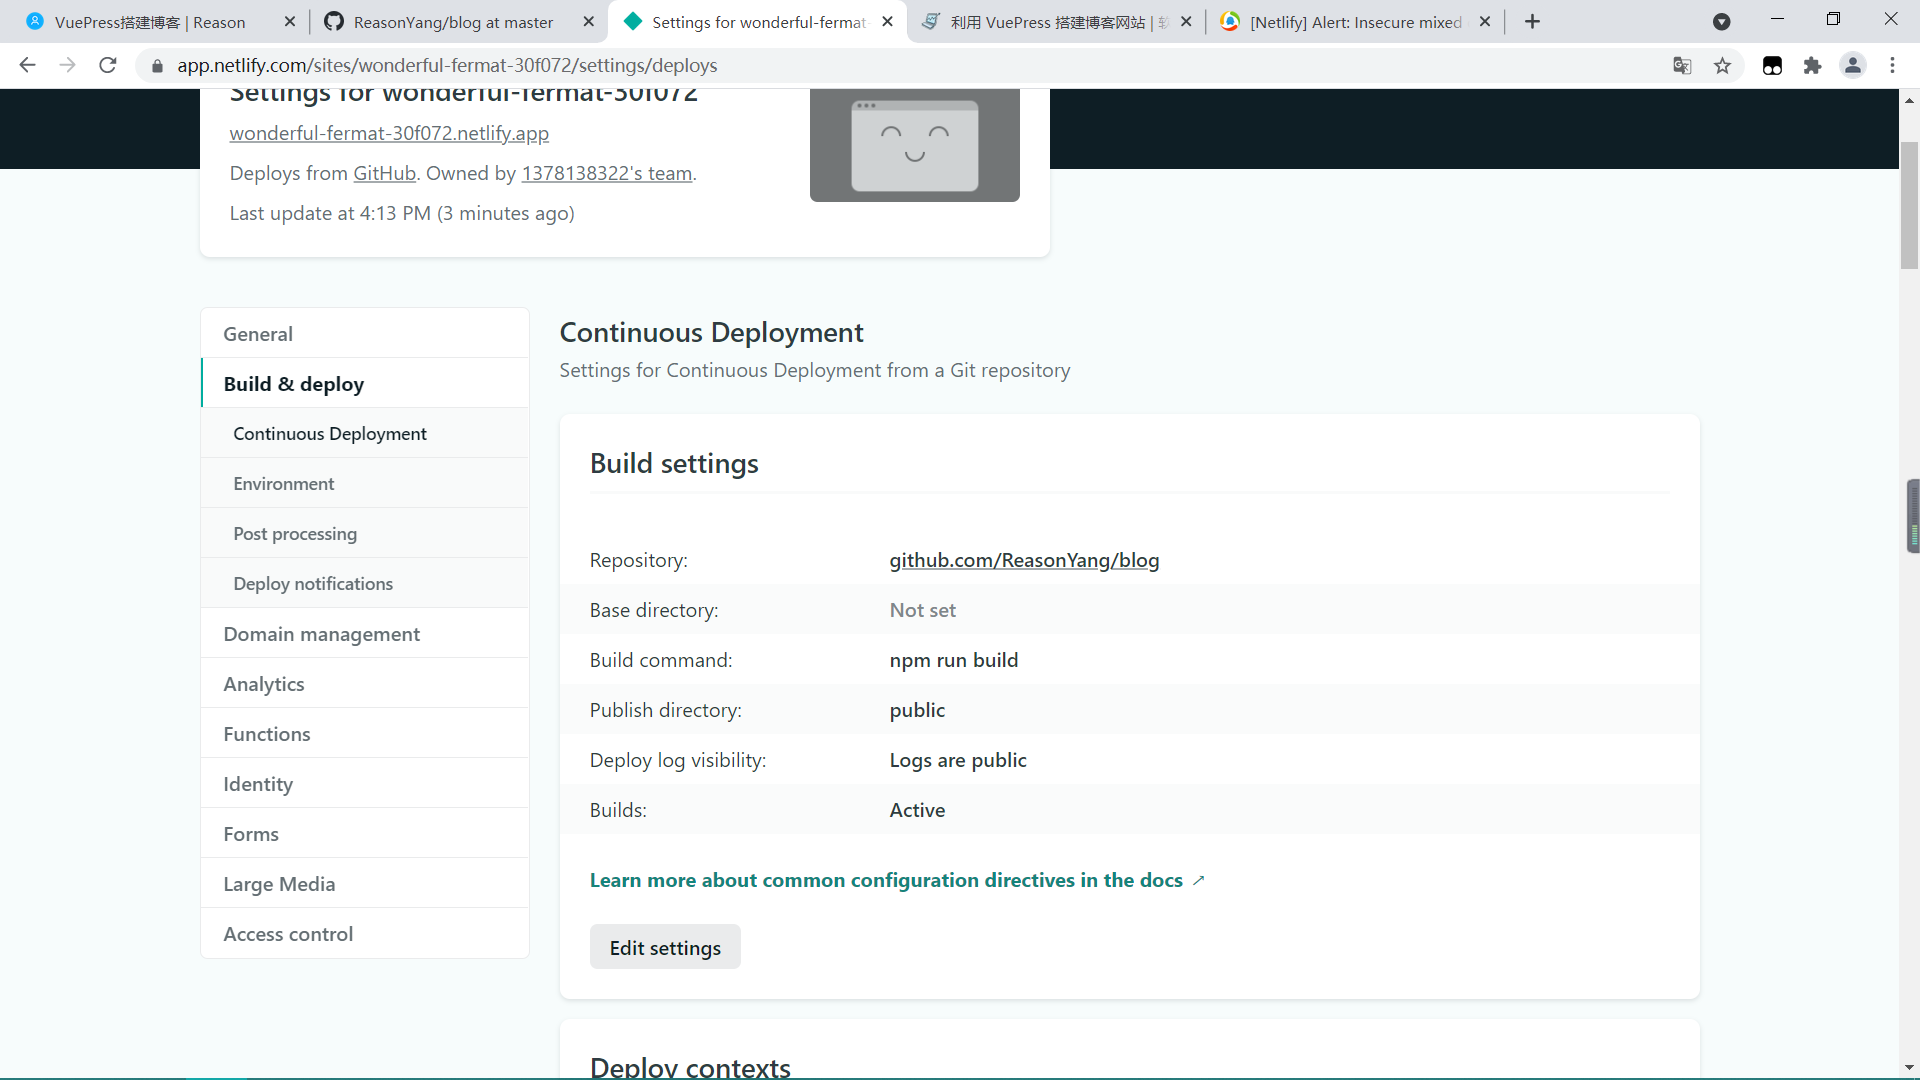 VuePress搭建博客 | Reason
ReasonYang/blog at master
Settings for wonderful-fermat-
利用 VuePress 搭建博客网站 |
[Netlify] Alert: Insecure mixed
app.netlify.com/sites/wonderful-fermat-30f072/settings/deploys
Settings for wonderful-fermat-30f072
wonderful-fermat-30f072.netlify.app
Deploys from GitHub. Owned by 1378138322's team.
Last update at 4:13 PM (3 minutes ago)
General
Build & deploy
Continuous Deployment
Environment
Post processing
Deploy notifications
Domain management
Analytics
Functions
Identity
Forms
Large Media
Access control
Continuous Deployment
Settings for Continuous Deployment from a Git repository
Build settings
Repository: github.com/ReasonYang/blog
Base directory: Not set
Build command: npm run build
Publish directory: public
Deploy log visibility: Logs are public
Builds: Active
Learn more about common configuration directives in the docs ↗
Edit settings
Deploy contexts